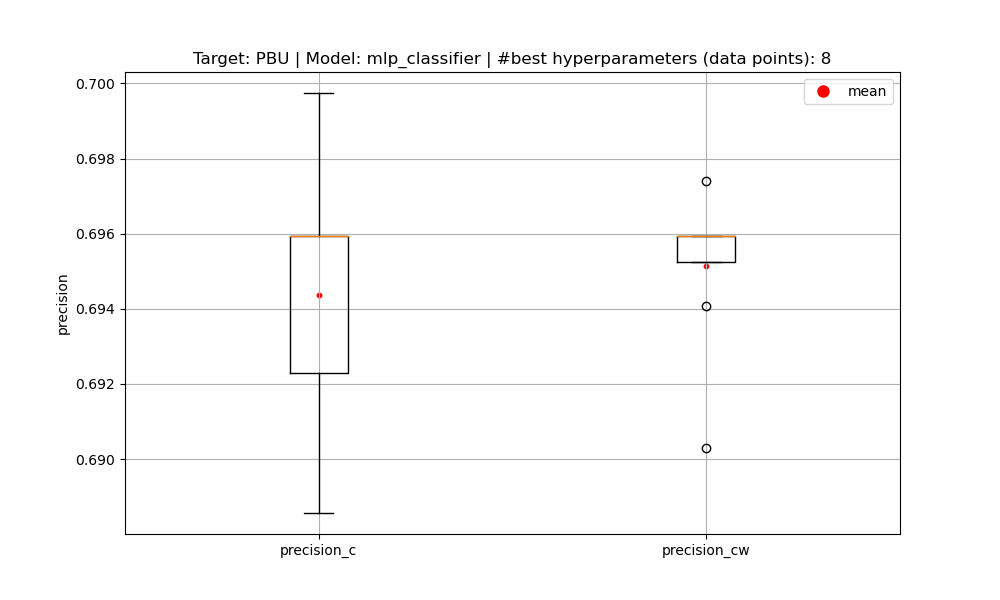 Target: PBU | Model: mlp_classifier | #best hyperparameters (data points): 8
mean
0.700
0.698
0.696
0.694
0.692
0.690
precision
precision_c
precision_cw